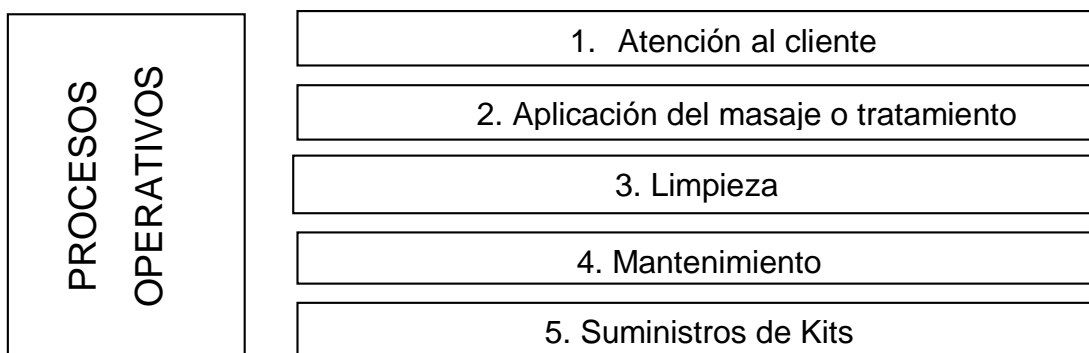 PROCESOS
OPERATIVOS
1. Atención al cliente
2. Aplicación del masaje o tratamiento
3. Limpieza
4. Mantenimiento
5. Suministros de Kits